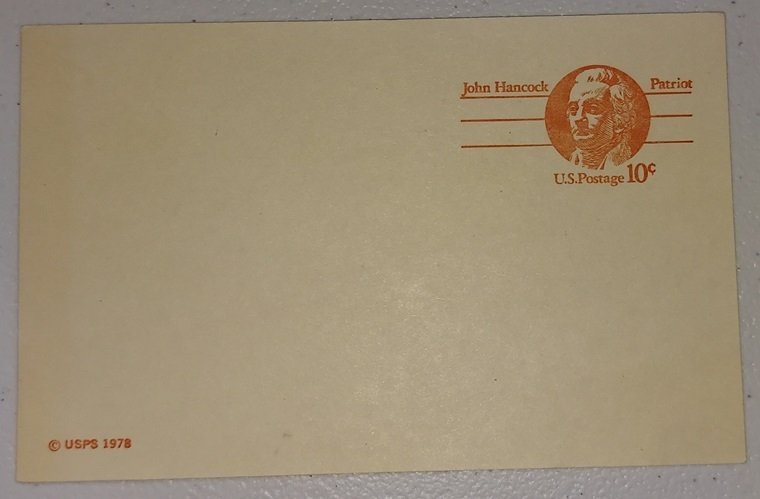 John Hancock Patriot
U.S.Postage 10¢
© USPS 1978